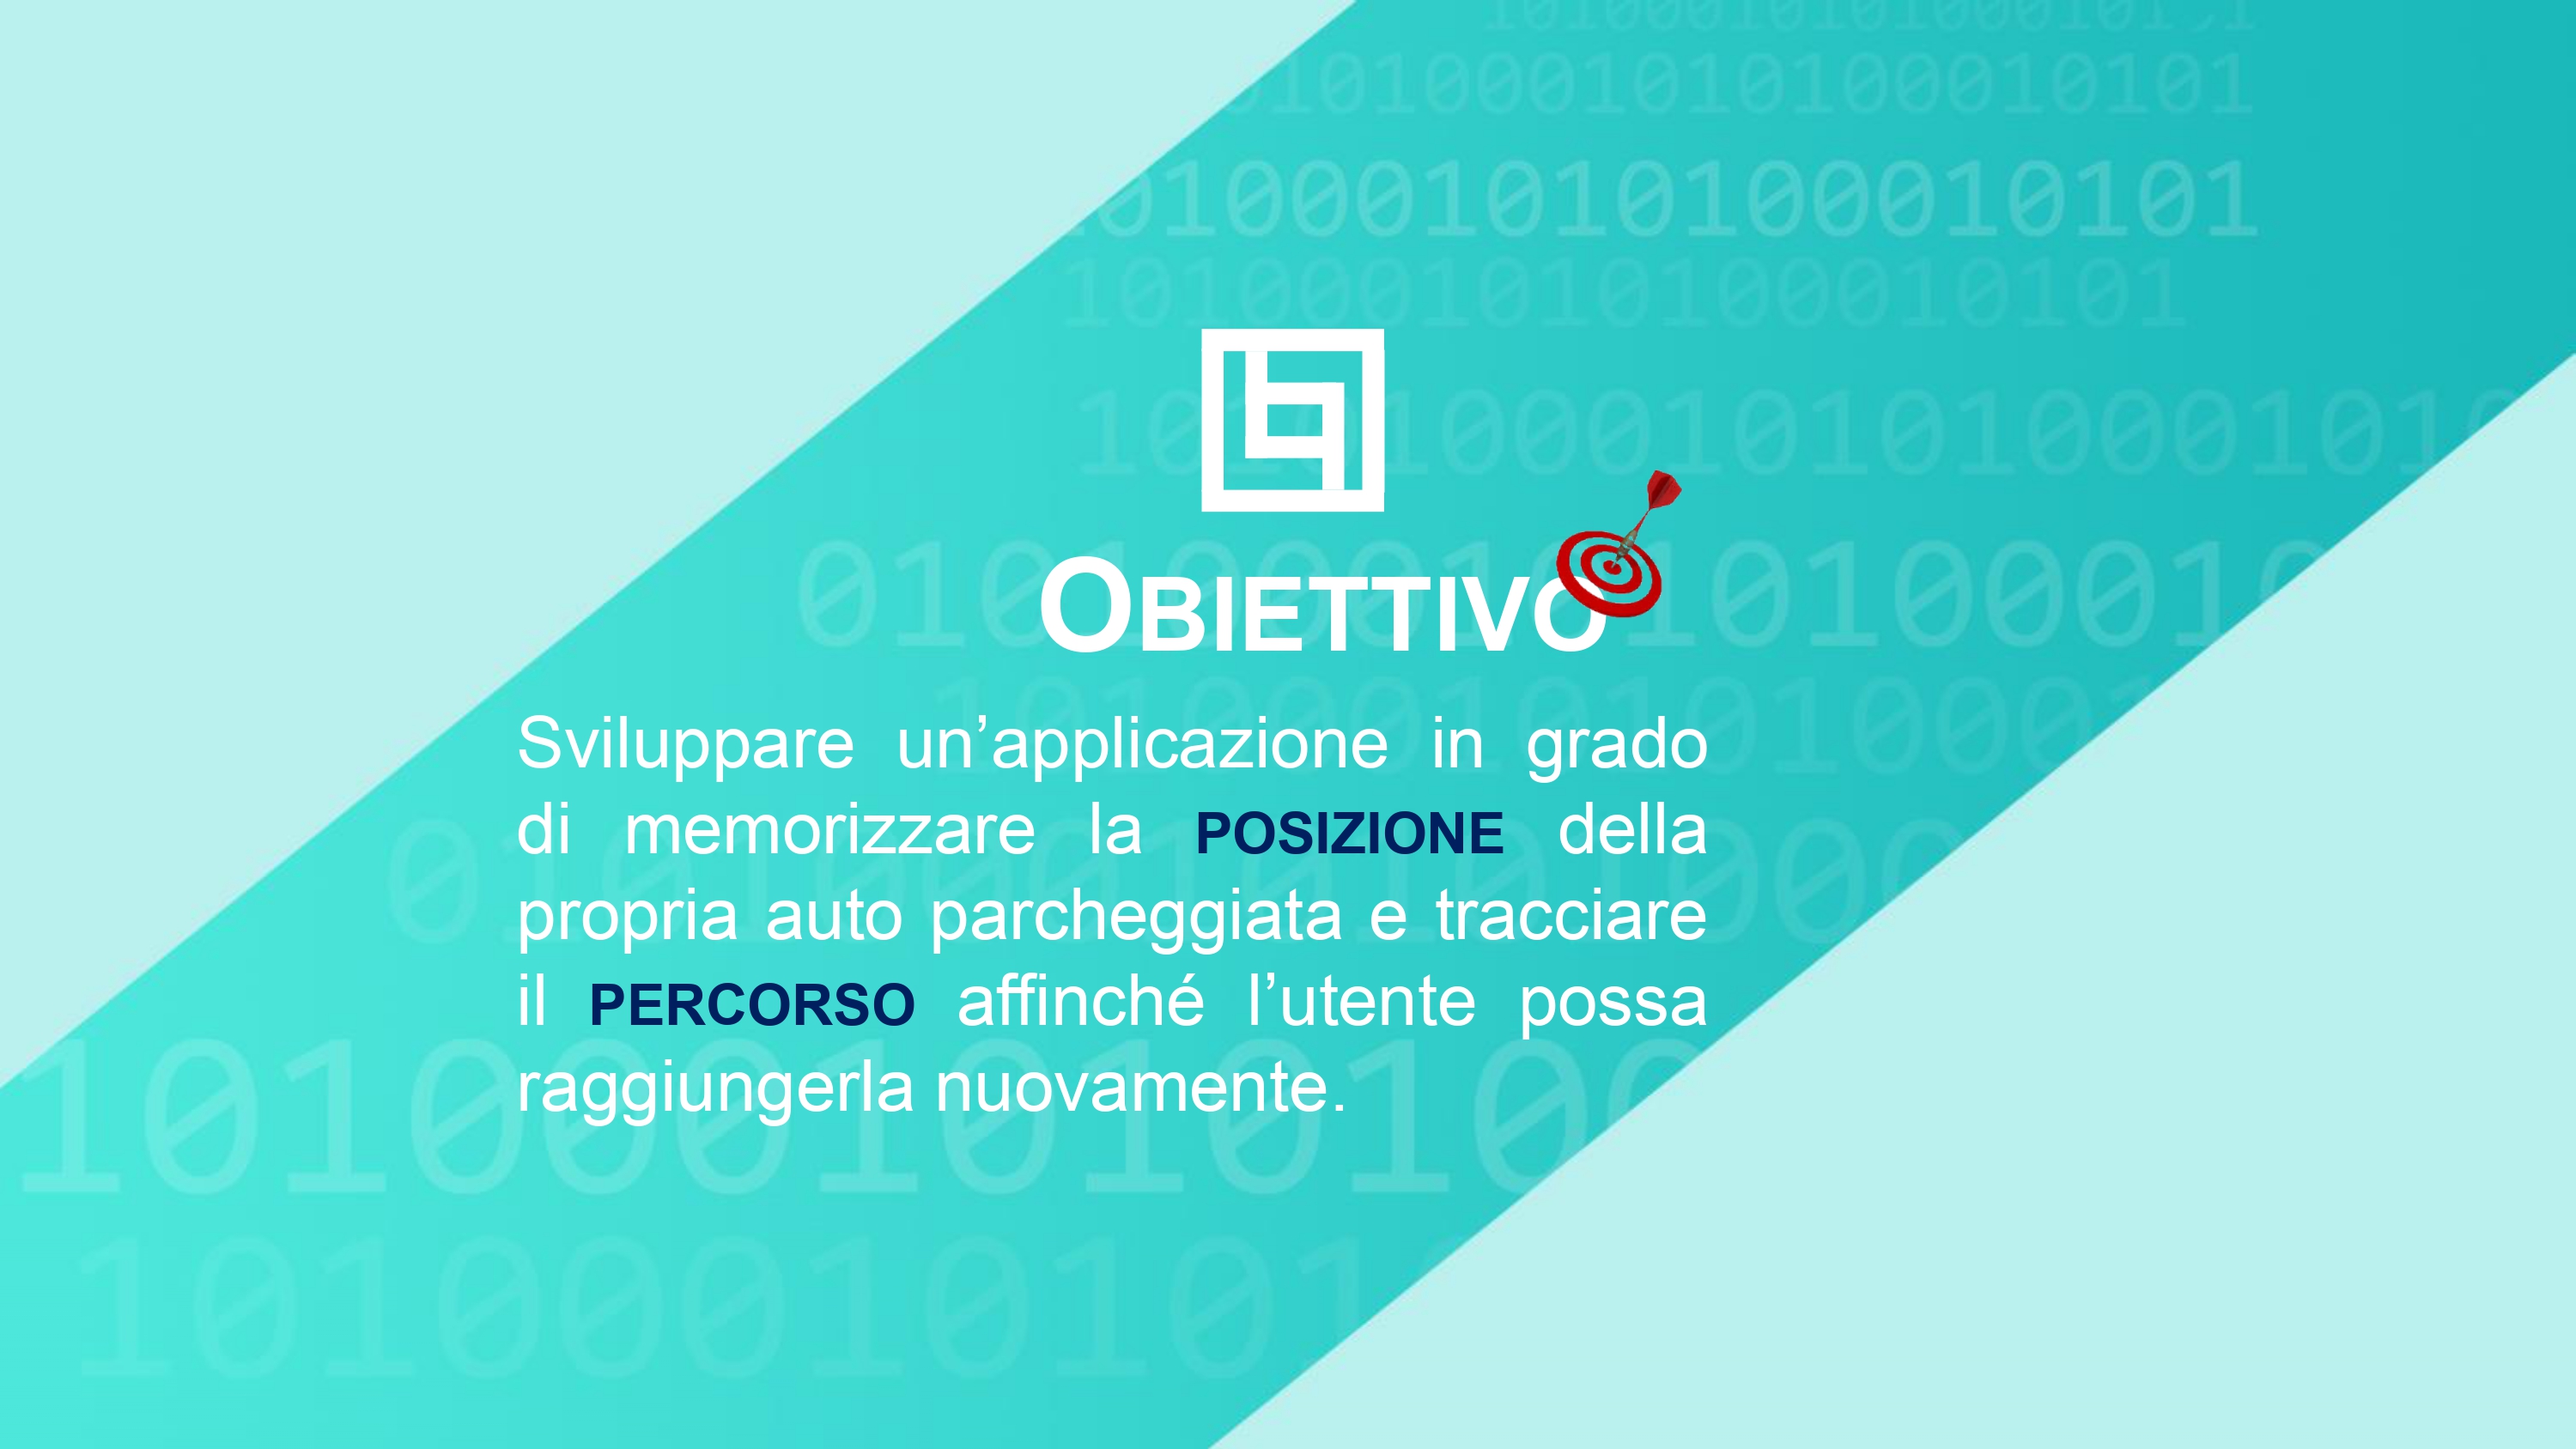 OBIETTIVO
Sviluppare un’applicazione in grado
di memorizzare la POSIZIONE della
propria auto parcheggiata e tracciare
il PERCORSO affinché l’utente possa
raggiungerla nuovamente.